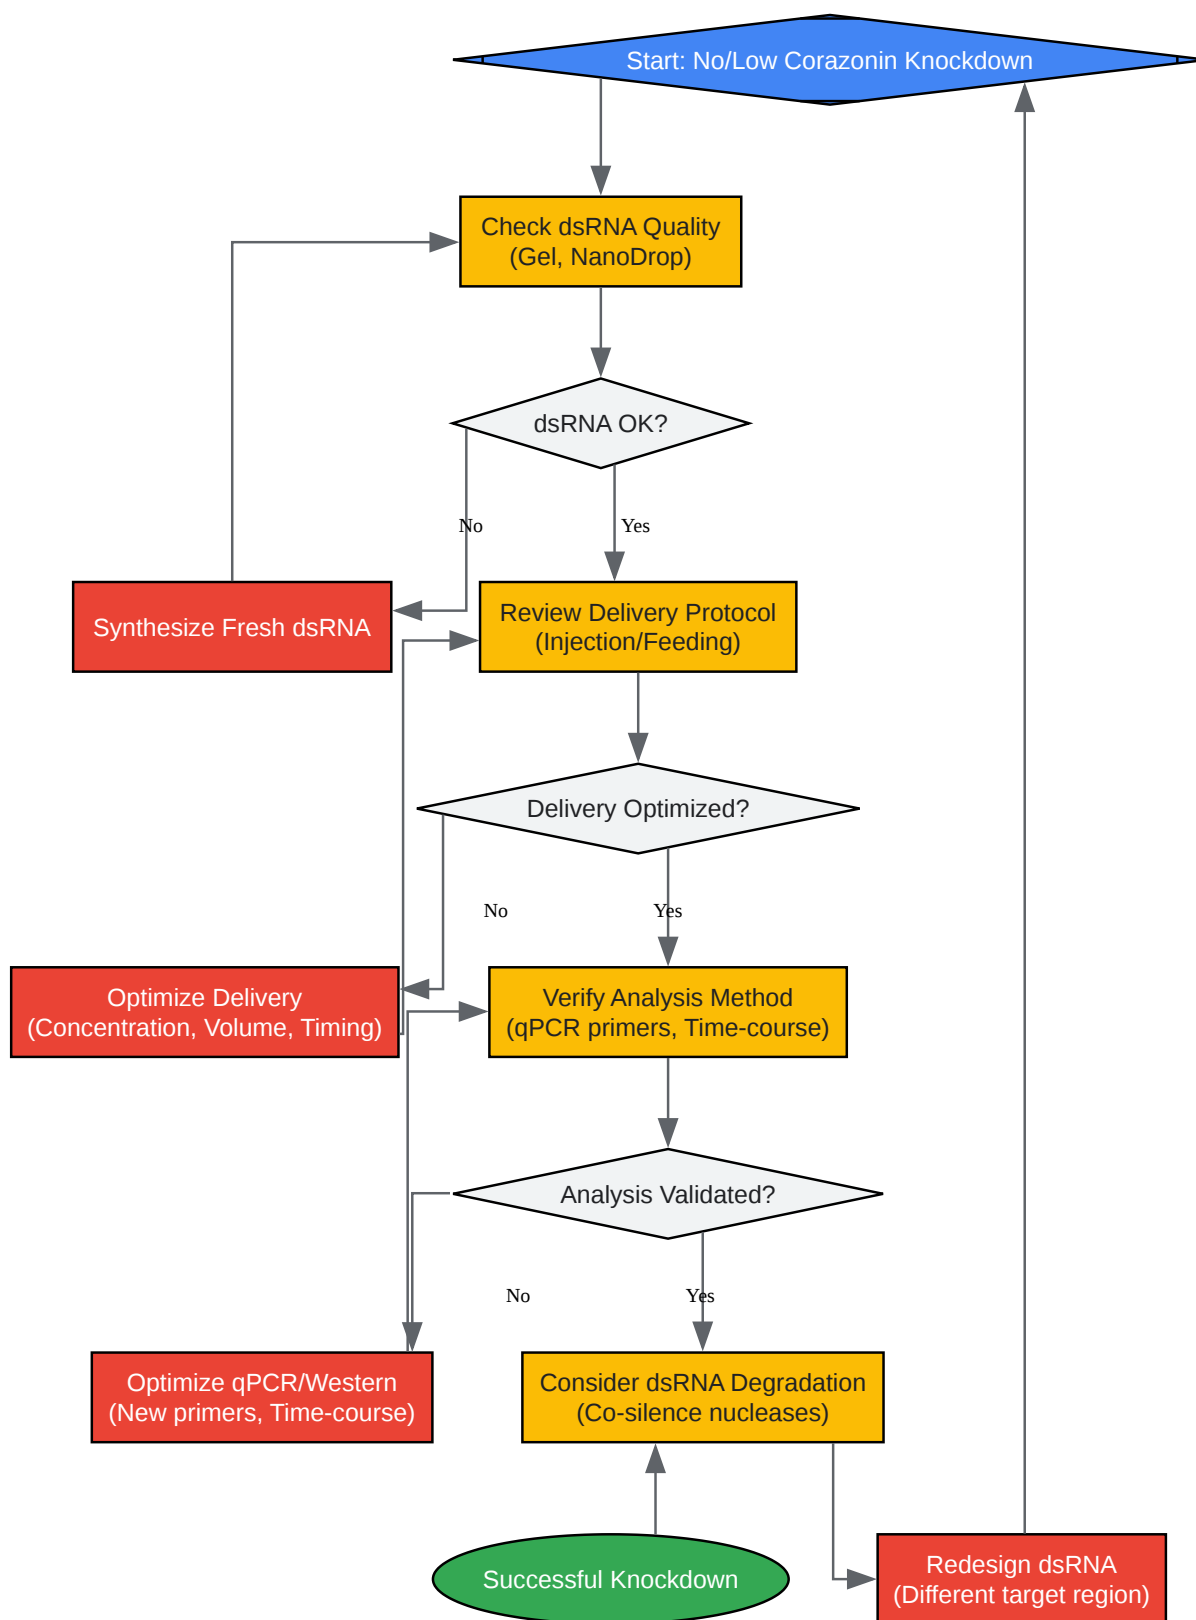 Start: No/Low Corazonin Knockdown
Check dsRNA Quality
(Gel, NanoDrop)
dsRNA OK?
No
Yes
Synthesize Fresh dsRNA
Review Delivery Protocol
(Injection/Feeding)
Delivery Optimized?
No
Yes
Optimize Delivery
(Concentration, Volume, Timing)
Verify Analysis Method
(qPCR primers, Time-course)
Analysis Validated?
No
Yes
Optimize qPCR/Western
(New primers, Time-course)
Consider dsRNA Degradation
(Co-silence nucleases)
Successful Knockdown
Redesign dsRNA
(Different target region)